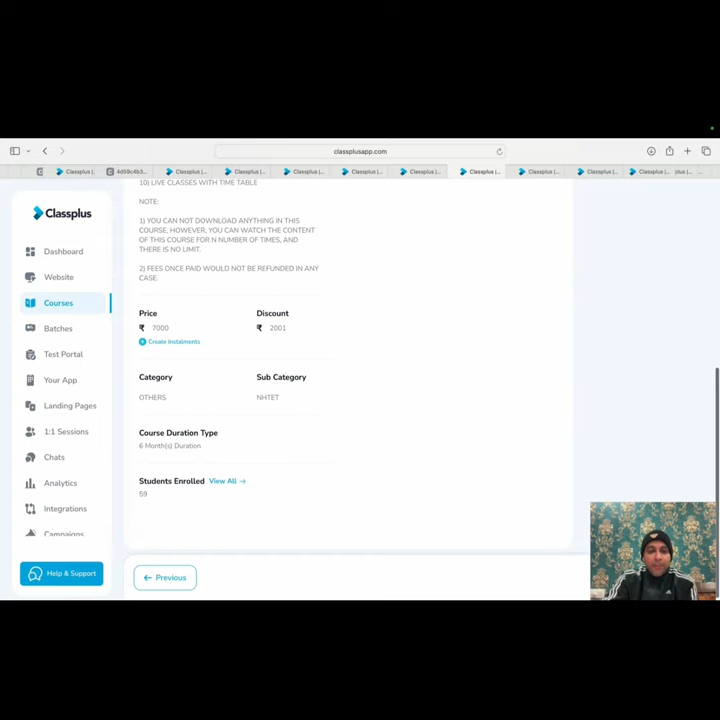 classplusapp.com
Classplus |.
4d59c4b3...
Classplus |...
Classplus |...
Classplus |...
Classplus |...
Classplus |...
Classplus |...
Classplus |...
Classplus |...
Classplus |...
plus |...
Classplus
Dashboard
Website
Courses
Batches
Test Portal
Your App
Landing Pages
1:1 Sessions
Chats
Analytics
Integrations
Campaigns
Help & Support
10) LIVE CLASSES WITH TIME TABLE
NOTE:
1) YOU CAN NOT DOWNLOAD ANYTHING IN THIS
COURSE, HOWEVER, YOU CAN WATCH THE CONTENT
OF THIS COURSE FOR N NUMBER OF TIMES, AND
THERE IS NO LIMIT.
2) FEES ONCE PAID WOULD NOT BE REFUNDED IN ANY
CASE.
Price Discount
₹ 7000 ₹ 2001
Create Instalments
Category Sub Category
OTHERS NHTET
Course Duration Type
6 Month(s) Duration
Students Enrolled View All →
59
← Previous